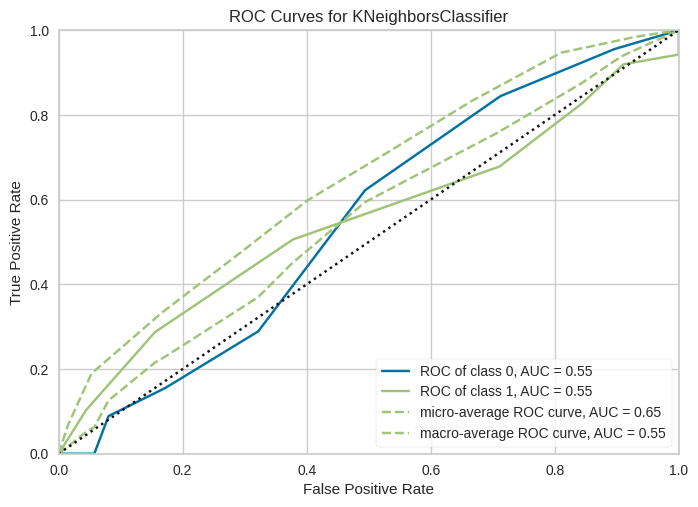 ROC Curves for KNeighborsClassifier
True Positive Rate
1.0
0.8
0.6
0.4
0.2
0.0
ROC of class 0, AUC = 0.55
ROC of class 1, AUC = 0.55
micro-average ROC curve, AUC = 0.65
macro-average ROC curve, AUC = 0.55
0.0 0.2 0.4 0.6 0.8 1.0
False Positive Rate